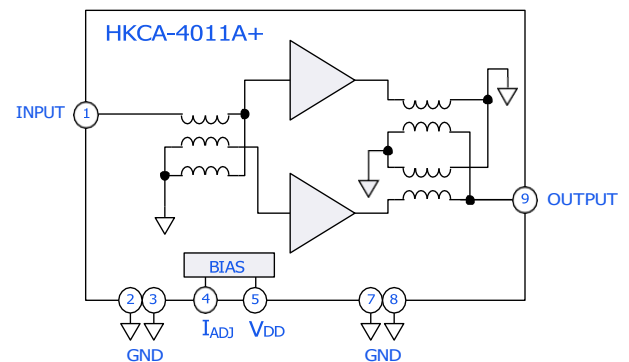 HKCA-4011A+
INPUT 1
9 OUTPUT
BIAS
2 3 4 5 7 8
IADJ VDD
GND GND